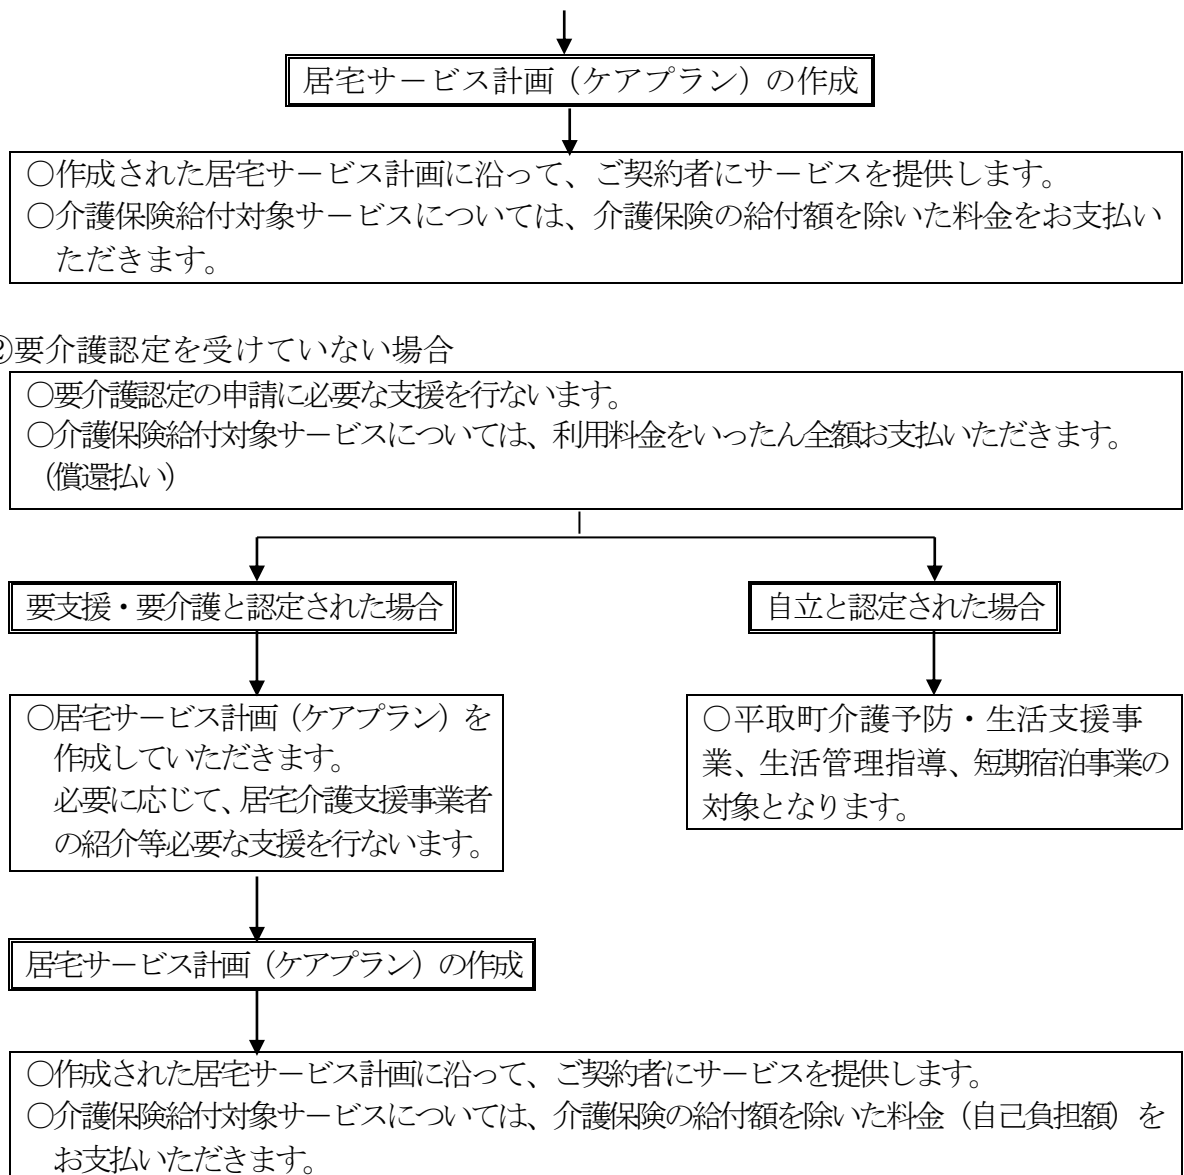 居宅サービス計画（ケアプラン）の作成
○作成された居宅サービス計画に沿って、ご契約者にサービスを提供します。
○介護保険給付対象サービスについては、介護保険の給付額を除いた料金をお支払い
ただきます。
②要介護認定を受けていない場合
○要介護認定の申請に必要な支援を行ないます。
○介護保険給付対象サービスについては、利用料金をいったん全額お支払いただきます。
（償還払い）
要支援・要介護と認定された場合
自立と認定された場合
○居宅サービス計画（ケアプラン）を
作成していただきます。
必要に応じて、居宅介護支援事業者
の紹介等必要な支援を行ないます。
○平取町介護予防・生活支援事
業、生活管理指導、短期宿泊事業の
対象となります。
居宅サービス計画（ケアプラン）の作成
○作成された居宅サービス計画に沿って、ご契約者にサービスを提供します。
○介護保険給付対象サービスについては、介護保険の給付額を除いた料金（自己負担額）を
お支払いただきます。